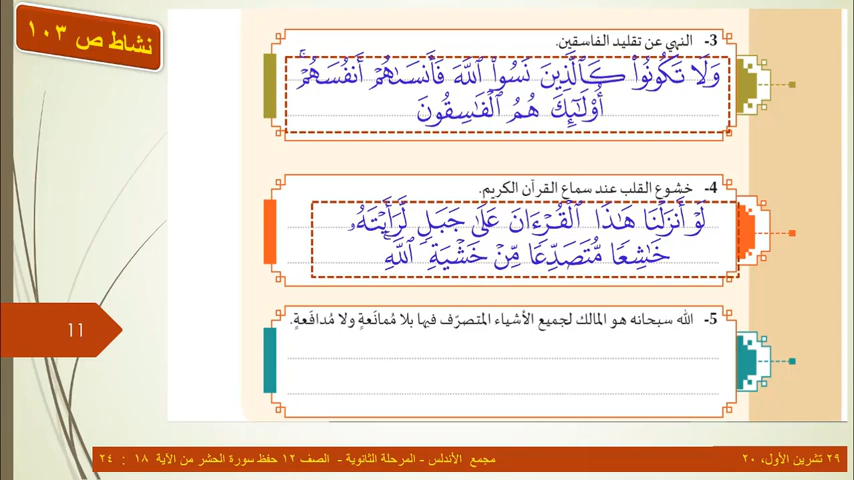 نشاط ص ١٠٣
3- النهي عن تقليد الفاسقين.
وَلَا تَكُونُوا۟ كَٱلَّذِينَ نَسُوا۟ ٱللَّهَ فَأَنسَىٰهُمْ أَنفُسَهُمْ ۚ
أُو۟لَـٰٓئِكَ هُمُ ٱلْفَـٰسِقُونَ
4- خشوع القلب عند سماع القرآن الكريم.
لَوْ أَنزَلْنَا هَـٰذَا ٱلْقُرْءَانَ عَلَىٰ جَبَلٍ لَّرَأَيْتَهُۥ
خَـٰشِعًا مُّتَصَدِّعًا مِّنْ خَشْيَةِ ٱللَّهِ ۚ
5- الله سبحانه هو المالك لجميع الأشياء المتصرّف فيها بلا مُمانَعةٍ ولا مُدافَعةٍ.
11
٢٩ تشرين الأول، ٢٠
مجمع الأندلس - المرحلة الثانوية - الصف ١٢ حفظ سورة الحشر من الآية ١٨ : ٢٤